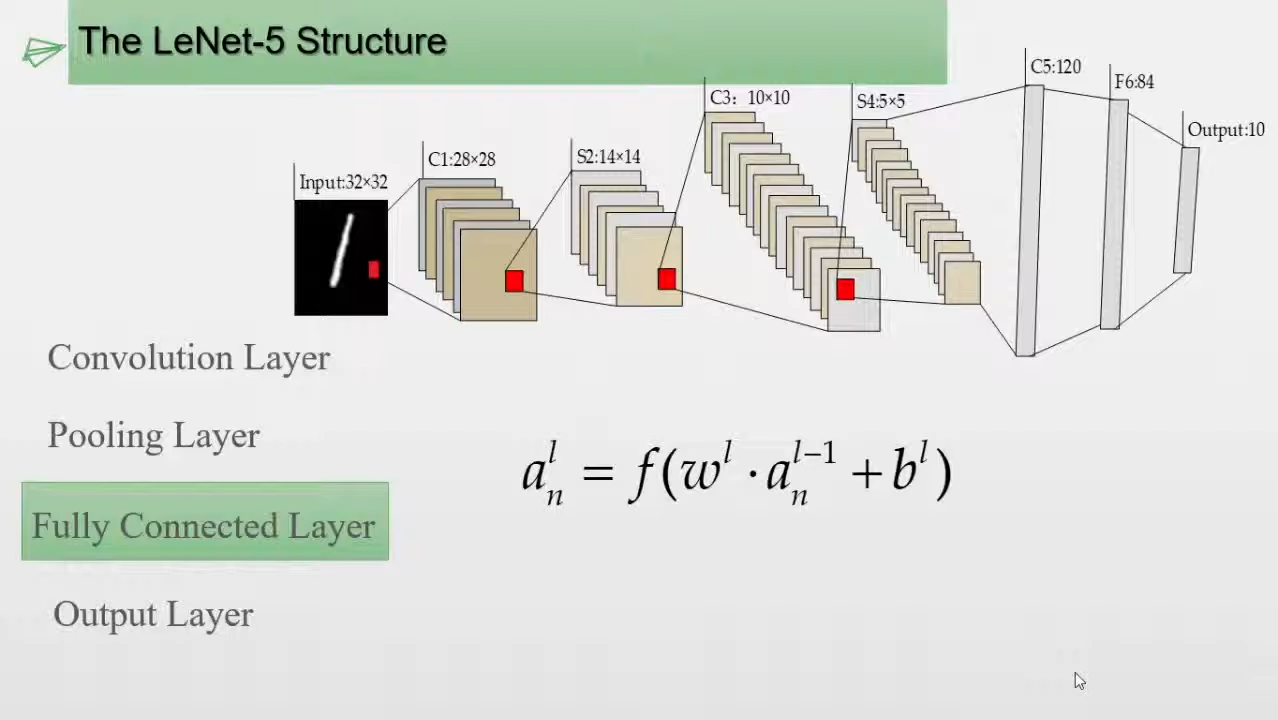 The LeNet-5 Structure
C5:120
F6:84
C3: 10×10
S4:5×5
Output:10
C1:28×28
S2:14×14
Input:32×32
Convolution Layer
Pooling Layer
a_n^l = f(w^l · a_n^{l−1} + b^l)
Fully Connected Layer
Output Layer